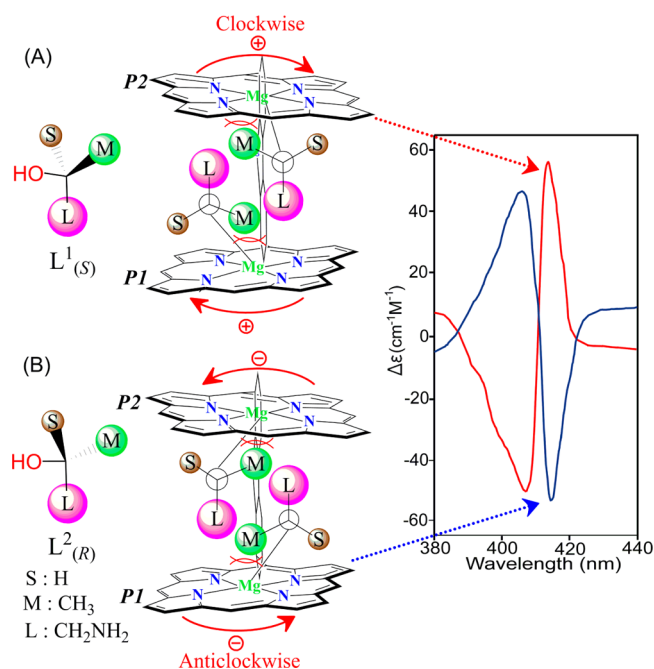 Clockwise
(A)
⊕
P2
Mg
N N N N
S M
M S
HO
L
L
L
S M
L¹(S)
Mg
N N N N
P1
⊕
(B)
⊖
P2
Mg
N N N N
S
M
S
M
L
HO
L
L
M
S
L²(R)
Mg
N N N N
P1
S : H
M : CH₃
L : CH₂NH₂
⊖
Anticlockwise
Δε(cm⁻¹M⁻¹)
60
40
20
0
-20
-40
-60
380 400 420 440
Wavelength (nm)